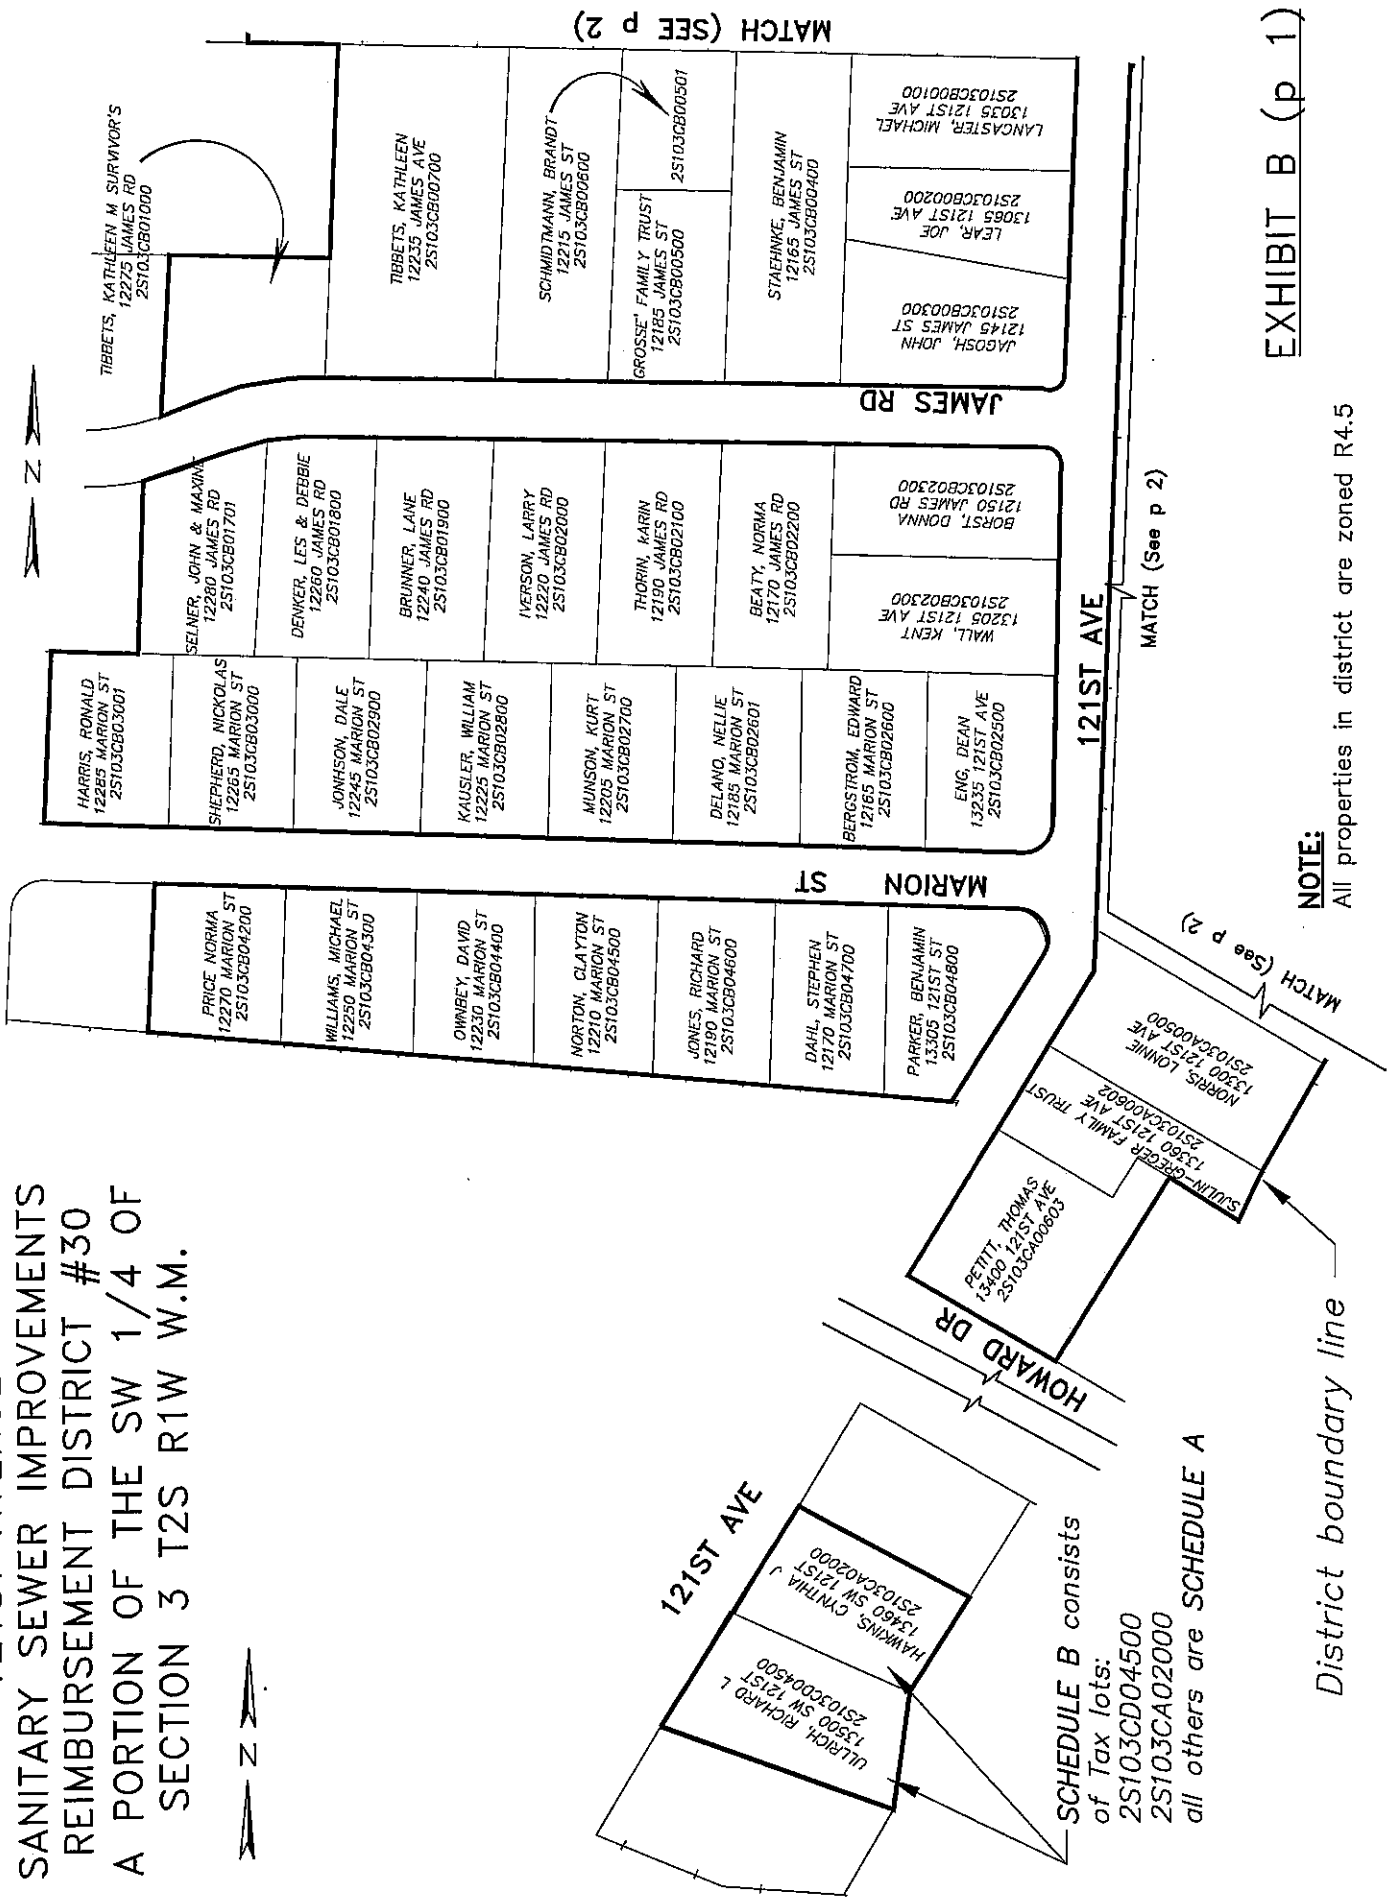 SANITARY SEWER IMPROVEMENTS
REIMBURSEMENT DISTRICT #30
A PORTION OF THE SW 1/4 OF
SECTION 3 T2S R1W W.M.
N
N
MATCH (SEE p 2)
TIBBETS, KATHLEEN M SURVIVOR'S
12275 JAMES RD
2S103CB01000
TIBBETS, KATHLEEN
12235 JAMES AVE
2S103CB00700
SCHMIDTMANN, BRANDT
12215 JAMES ST
2S103CB00600
2S103CB00501
GROSSE' FAMILY TRUST
12185 JAMES ST
2S103CB00500
STAEHNKE, BENJAMIN
12165 JAMES ST
2S103CB00400
LANCASTER, MICHAEL
13035 121ST AVE
2S103CB00100
LEAR, JOE
13065 121ST AVE
2S103CB00200
JAGOSH, JOHN
12145 JAMES ST
2S103CB00300
JAMES RD
SELNER, JOHN & MAXINE
12280 JAMES RD
2S103CB01701
DENKER, LES & DEBBIE
12260 JAMES RD
2S103CB01800
BRUNNER, LANE
12240 JAMES RD
2S103CB01900
IVERSON, LARRY
12220 JAMES RD
2S103CB02000
THORIN, KARIN
12190 JAMES RD
2S103CB02100
BEATY, NORMA
12170 JAMES RD
2S103CB02200
BORST, DONNA
12150 JAMES RD
2S103CB02300
WALL, KENT
13205 121ST AVE
2S103CB02300
HARRIS, RONALD
12285 MARION ST
2S103CB03001
SHEPHERD, NICKOLAS
12265 MARION ST
2S103CB03000
JONHSON, DALE
12245 MARION ST
2S103CB02900
KAUSLER, WILLIAM
12225 MARION ST
2S103CB02800
MUNSON, KURT
12205 MARION ST
2S103CB02700
DELANO, NELLIE
12185 MARION ST
2S103CB02601
BERGSTROM, EDWARD
12165 MARION ST
2S103CB02600
ENG, DEAN
13235 121ST AVE
2S103CB02500
MARION ST
PRICE NORMA
12270 MARION ST
2S103CB04200
WILLIAMS, MICHAEL
12250 MARION ST
2S103CB04300
OWNBEY, DAVID
12230 MARION ST
2S103CB04400
NORTON, CLAYTON
12210 MARION ST
2S103CB04500
JONES, RICHARD
12190 MARION ST
2S103CB04600
DAHL, STEPHEN
12170 MARION ST
2S103CB04700
PARKER, BENJAMIN
13305 121ST ST
2S103CB04800
121ST AVE
MATCH (See p 2)
MATCH (See p 2)
NORRIS, LONNIE
13300 121ST AVE
2S103CA00500
SJULIN-GREGER FAMILY TRUST
13360 121ST AVE
2S103CA00602
PETITT, THOMAS
13400 121ST AVE
2S103CA00603
HOWARD DR
121ST AVE
HAWKINS, CYNTHIA J
13460 SW 121ST
2S103CA02000
ULLRICH, RICHARD L
13500 SW 121ST
2S103CD04500
SCHEDULE B consists
of Tax lots:
2S103CD04500
2S103CA02000
all others are SCHEDULE A
District boundary line
NOTE:
All properties in district are zoned R4.5
EXHIBIT B (p 1)